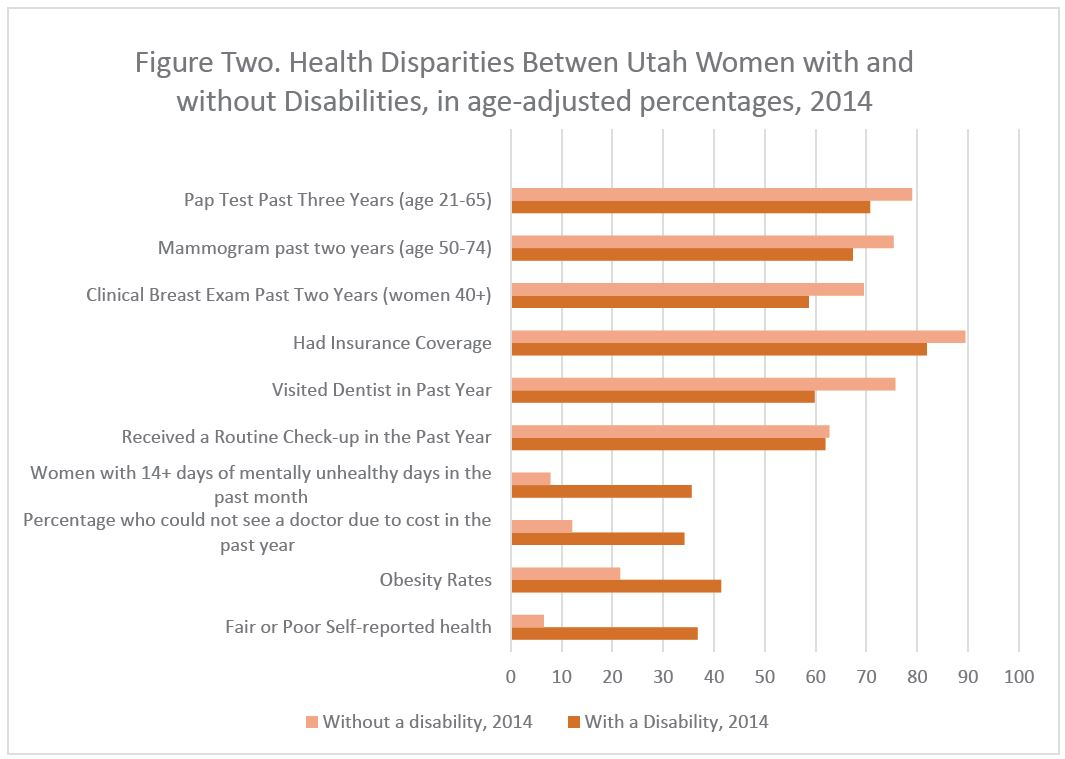 Figure Two. Health Disparities Betwen Utah Women with and
without Disabilities, in age-adjusted percentages, 2014
Pap Test Past Three Years (age 21-65)
Mammogram past two years (age 50-74)
Clinical Breast Exam Past Two Years (women 40+)
Had Insurance Coverage
Visited Dentist in Past Year
Received a Routine Check-up in the Past Year
Women with 14+ days of mentally unhealthy days in the
past month
Percentage who could not see a doctor due to cost in the
past year
Obesity Rates
Fair or Poor Self-reported health
0 10 20 30 40 50 60 70 80 90 100
Without a disability, 2014 With a Disability, 2014